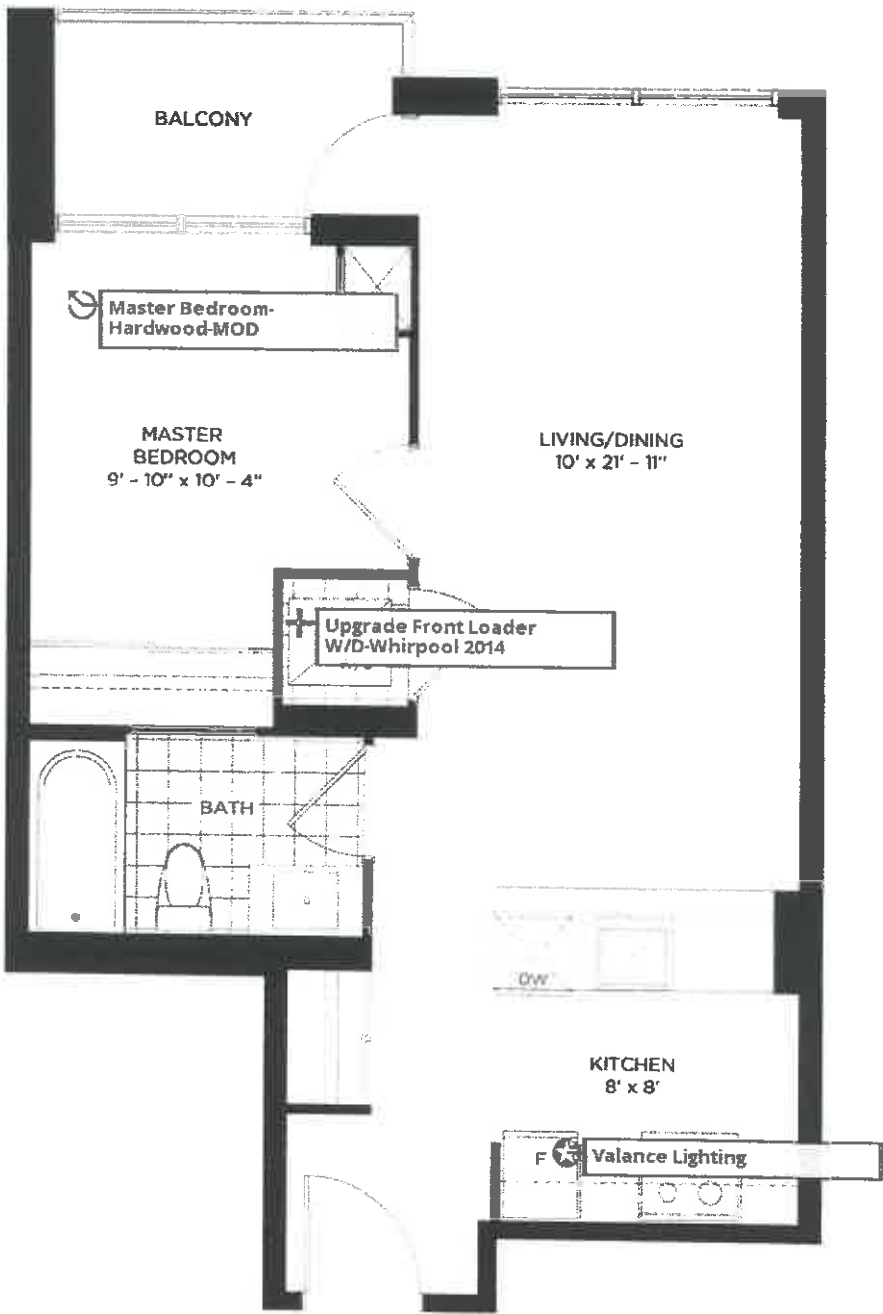 BALCONY
Master Bedroom-
Hardwood-MOD
MASTER
BEDROOM
9' - 10" x 10' - 4"
LIVING/DINING
10' x 21' - 11"
Upgrade Front Loader
W/D-Whirpool 2014
BATH
DW
KITCHEN
8' x 8'
F
Valance Lighting